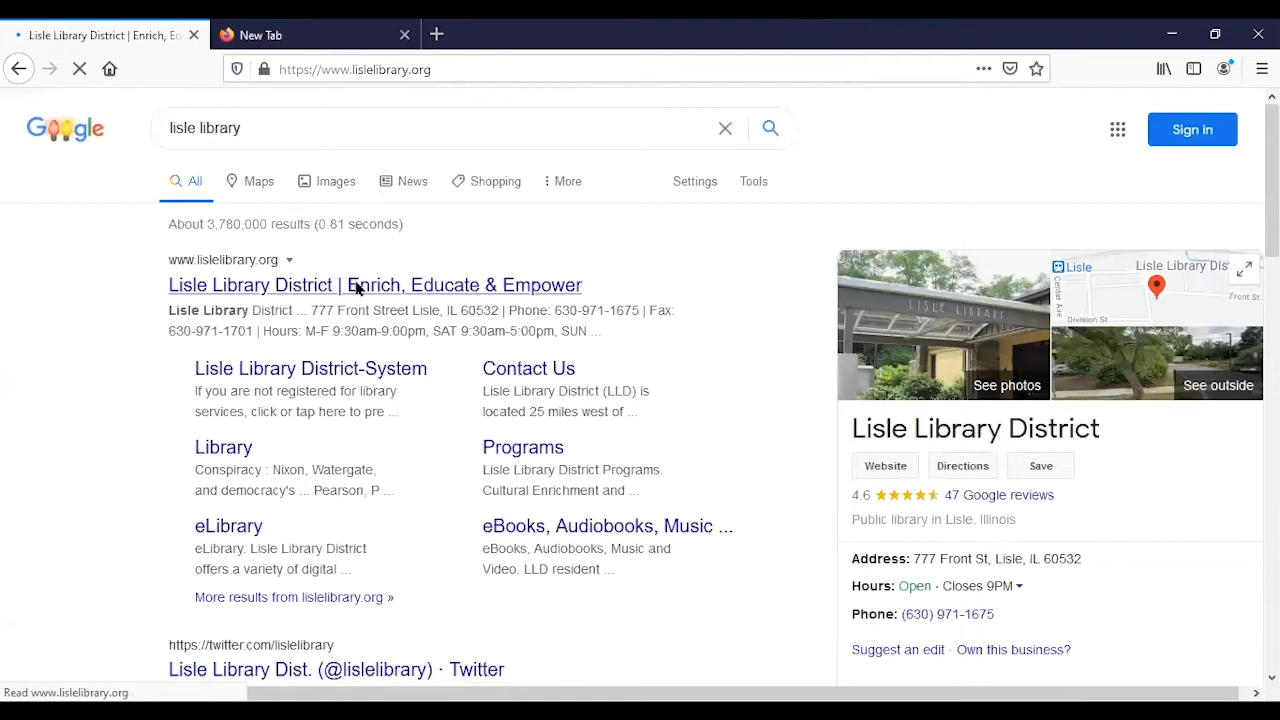 Lisle Library District | Enrich, Ed
New Tab
https://www.lislelibrary.org
Google
lisle library
Sign in
All
Maps
Images
News
Shopping
More
Settings
Tools
About 3,780,000 results (0.81 seconds)
www.lislelibrary.org
Lisle Library District | Enrich, Educate & Empower
Lisle Library District ... 777 Front Street Lisle, IL 60532 | Phone: 630-971-1675 | Fax:
630-971-1701 | Hours: M-F 9:30am-9:00pm, SAT 9:30am-5:00pm, SUN ...
Lisle Library District-System
If you are not registered for library
services, click or tap here to pre ...
Contact Us
Lisle Library District (LLD) is
located 25 miles west of ...
Library
Conspiracy : Nixon, Watergate,
and democracy's ... Pearson, P ...
Programs
Lisle Library District Programs.
Cultural Enrichment and ...
eLibrary
eLibrary. Lisle Library District
offers a variety of digital ...
eBooks, Audiobooks, Music ...
eBooks, Audiobooks, Music and
Video. LLD resident ...
More results from lislelibrary.org »
https://twitter.com/lislelibrary
Lisle Library Dist. (@lislelibrary) · Twitter
LISLE LIBRARY
See photos
Lisle
Lisle Library Dis
Center Ave
Front St
Division St
See outside
Lisle Library District
Website
Directions
Save
4.6
47 Google reviews
Public library in Lisle, Illinois
Address: 777 Front St, Lisle, IL 60532
Hours: Open · Closes 9PM
Phone: (630) 971-1675
Suggest an edit · Own this business?
Read www.lislelibrary.org